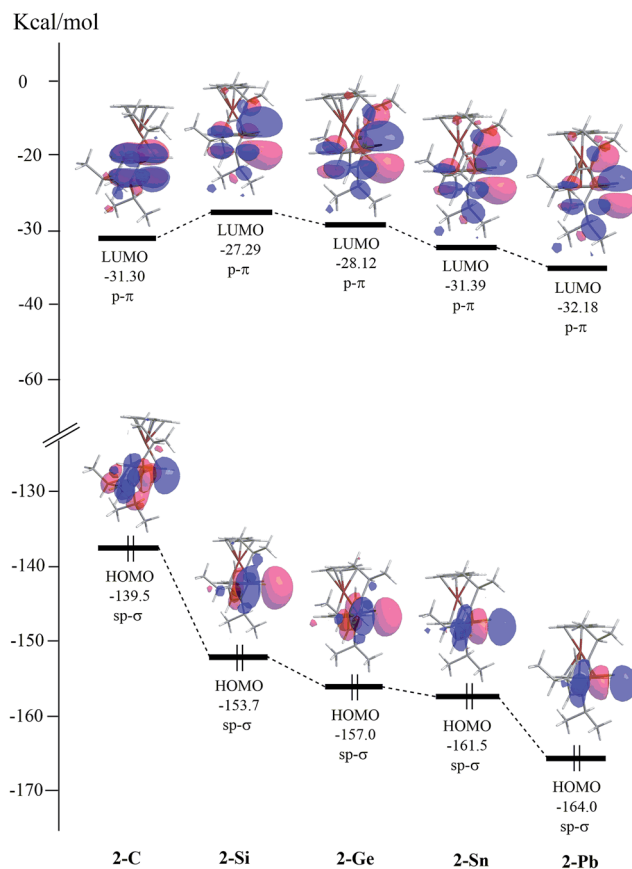 Kcal/mol
0
-20
-30
-40
-60
-130
-140
-150
-160
-170
LUMO
-31.30
p-π
LUMO
-27.29
p-π
LUMO
-28.12
p-π
LUMO
-31.39
p-π
LUMO
-32.18
p-π
HOMO
-139.5
sp-σ
HOMO
-153.7
sp-σ
HOMO
-157.0
sp-σ
HOMO
-161.5
sp-σ
HOMO
-164.0
sp-σ
2-C 2-Si 2-Ge 2-Sn 2-Pb